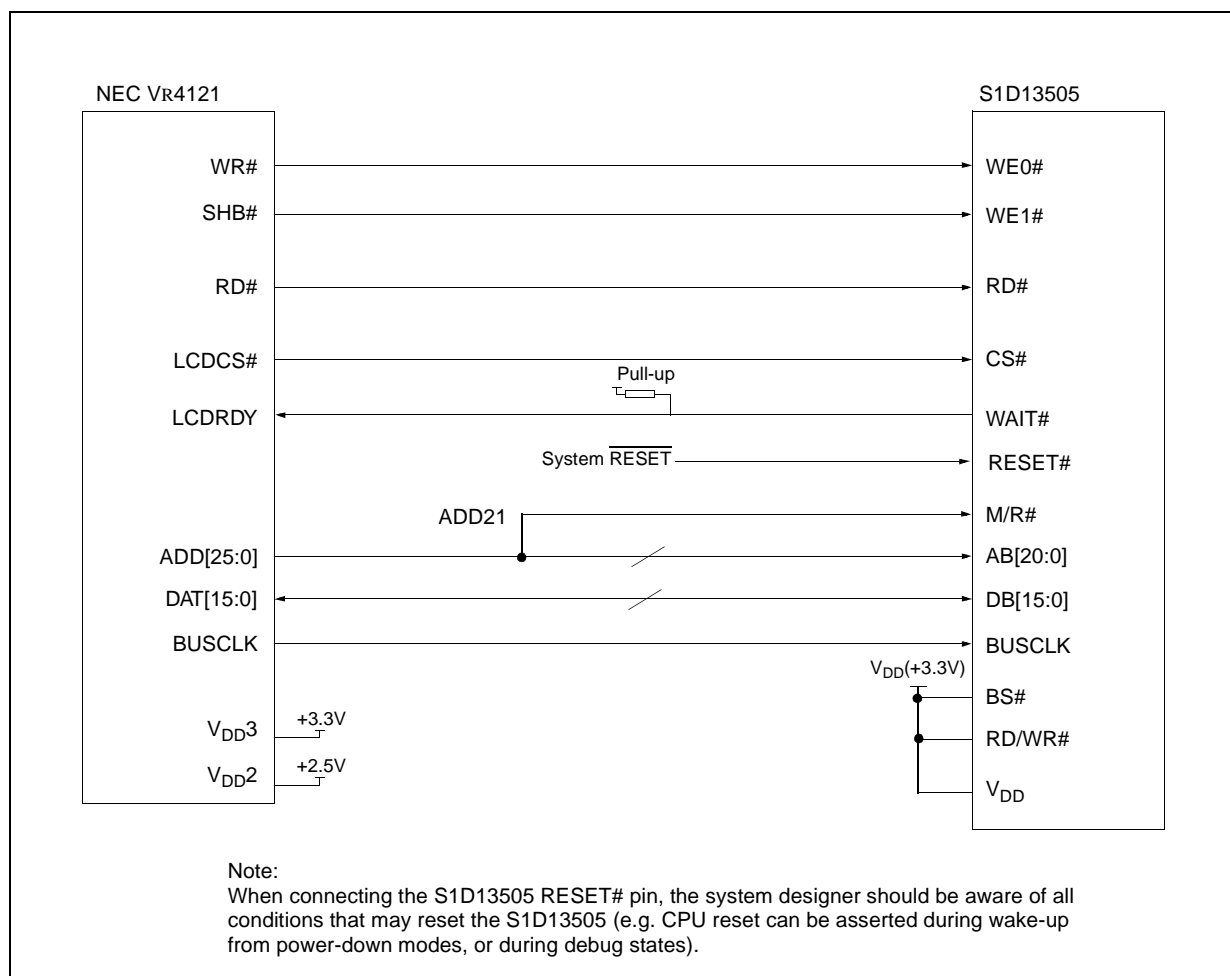 NEC VR4121 S1D13505
WR# WE0#
SHB# WE1#
RD# RD#
LCDCS# CS#
Pull-up
LCDRDY WAIT#
System RESET RESET#
ADD21 M/R#
ADD[25:0] AB[20:0]
DAT[15:0] DB[15:0]
BUSCLK BUSCLK
VDD(+3.3V)
BS#
VDD3 +3.3V RD/WR#
VDD2 +2.5V
VDD
Note:
When connecting the S1D13505 RESET# pin, the system designer should be aware of all
conditions that may reset the S1D13505 (e.g. CPU reset can be asserted during wake-up
from power-down modes, or during debug states).